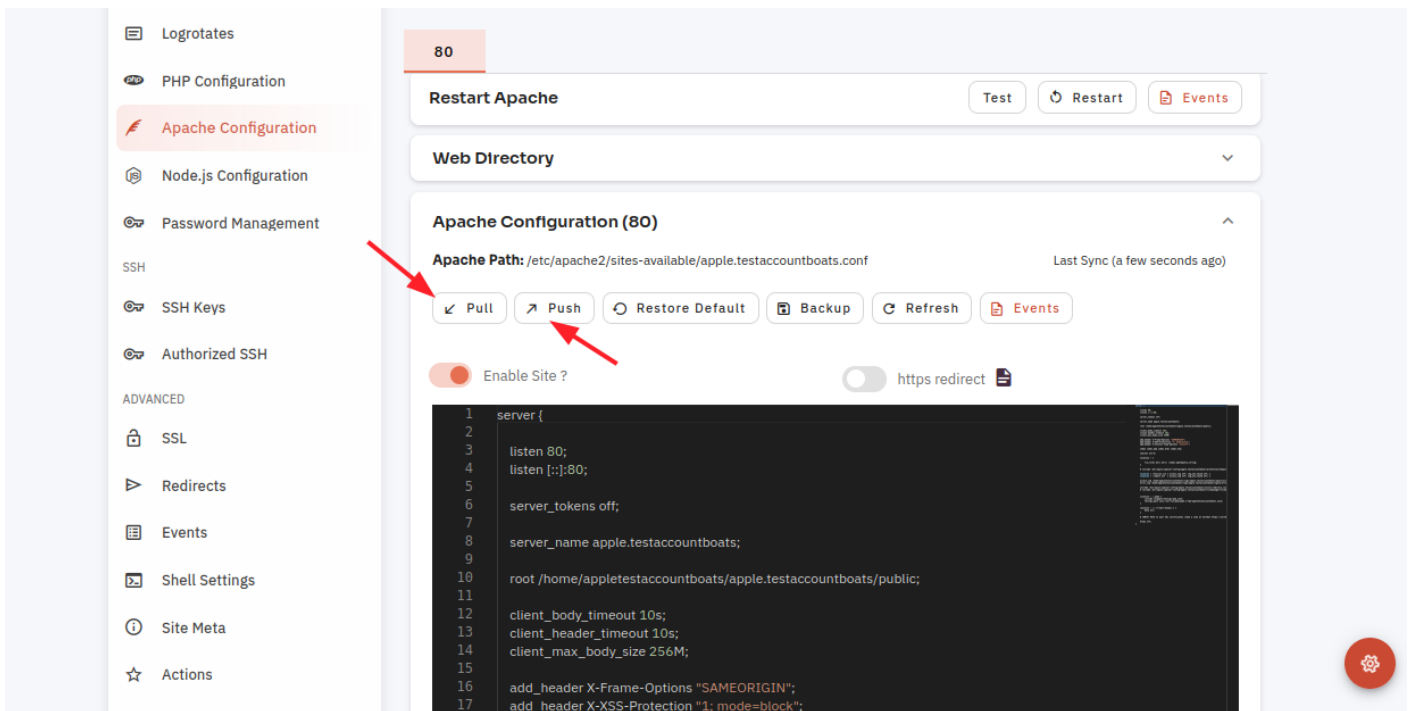 Logrotates
PHP Configuration
Apache Configuration
Node.js Configuration
Password Management
SSH
SSH Keys
Authorized SSH
ADVANCED
SSL
Redirects
Events
Shell Settings
Site Meta
Actions
80
Restart Apache
Test Restart Events
Web Directory
Apache Configuration (80)
Apache Path: /etc/apache2/sites-available/apple.testaccountboats.conf Last Sync (a few seconds ago)
Pull Push Restore Default Backup Refresh Events
Enable Site ? https redirect
1 server {
2
3 listen 80;
4 listen [::]:80;
5
6 server_tokens off;
7
8 server_name apple.testaccountboats;
9
10 root /home/appletestaccountboats/apple.testaccountboats/public;
11
12 client_body_timeout 10s;
13 client_header_timeout 10s;
14 client_max_body_size 256M;
15
16 add_header X-Frame-Options "SAMEORIGIN";
17 add_header X-XSS-Protection "1; mode=block";